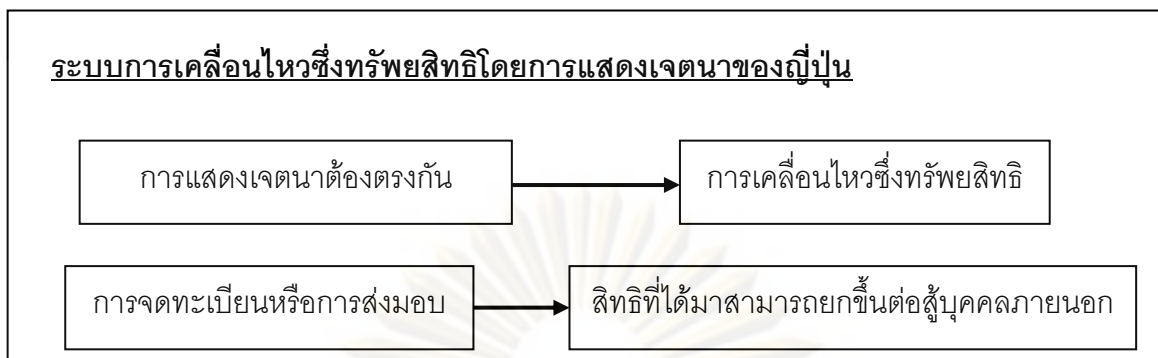 ระบบการเคลื่อนไหวซึ่งทรัพยสิทธิโดยการแสดงเจตนาของญี่ปุ่น
การแสดงเจตนาต้องตรงกัน
การเคลื่อนไหวซึ่งทรัพยสิทธิ
การจดทะเบียนหรือการส่งมอบ
สิทธิที่ได้มาสามารถยกขึ้นต่อสู้บุคคลภายนอก